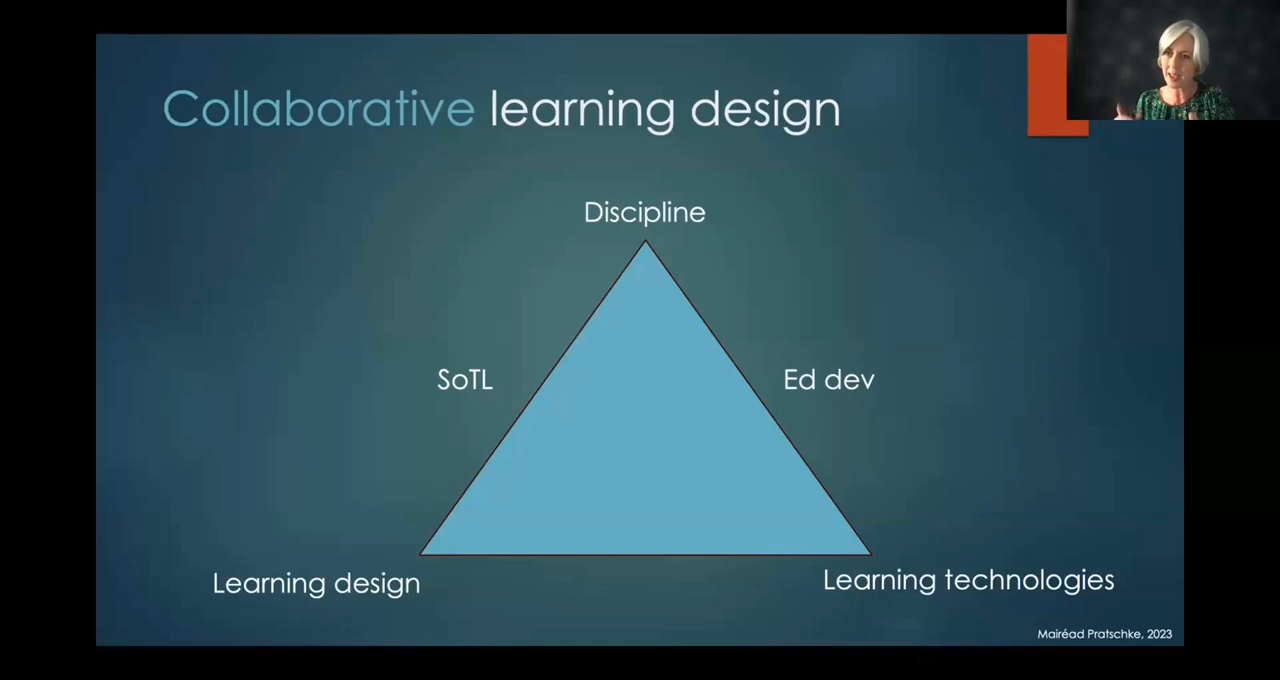 Collaborative learning design
Discipline
SoTL
Ed dev
Learning design
Learning technologies
Mairéad Pratschke, 2023